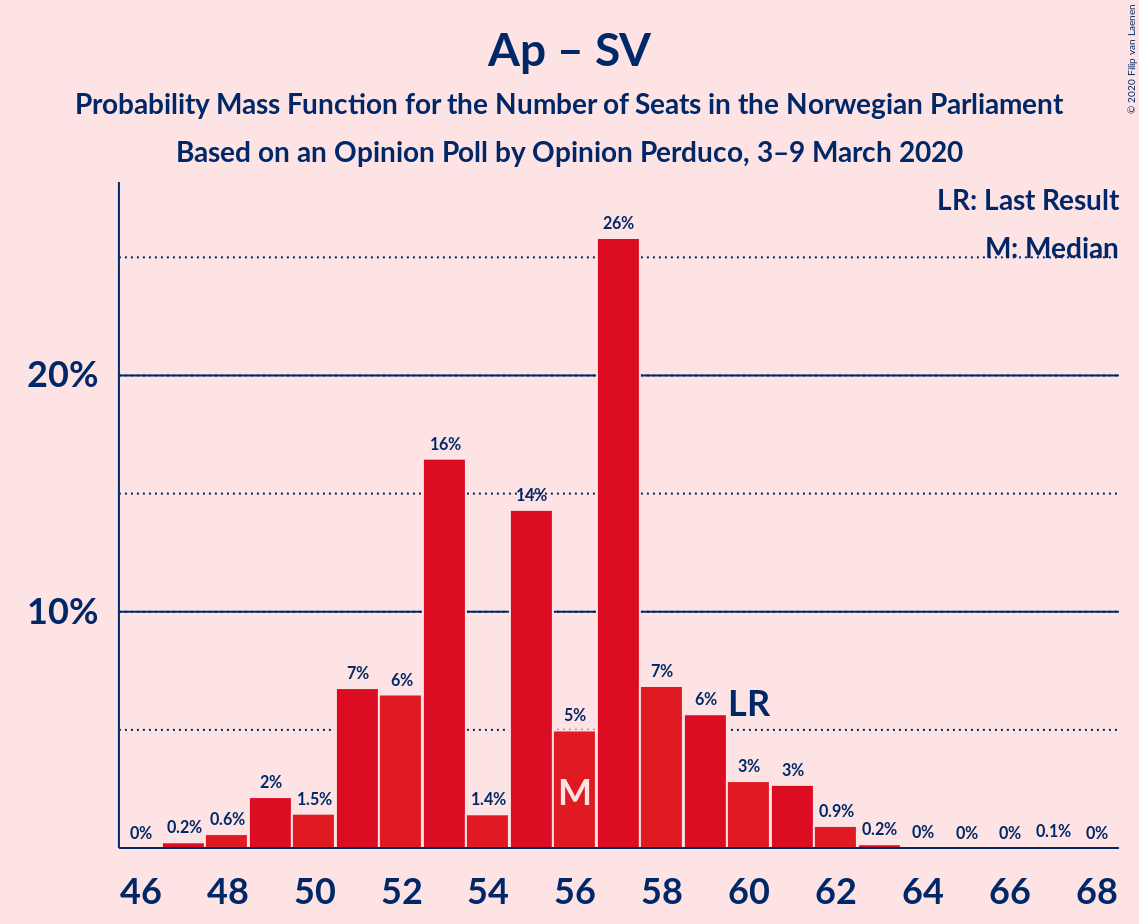 Ap – SV
Probability Mass Function for the Number of Seats in the Norwegian Parliament
Based on an Opinion Poll by Opinion Perduco, 3–9 March 2020
© 2020 Filip van Laenen
LR: Last Result
M: Median
20%
10%
0%
0.2%
0.6%
2%
1.5%
7%
6%
16%
1.4%
14%
5%
26%
7%
6%
3%
3%
0.9%
0.2%
0%
0%
0%
0.1%
0%
LR
M
46 48 50 52 54 56 58 60 62 64 66 68